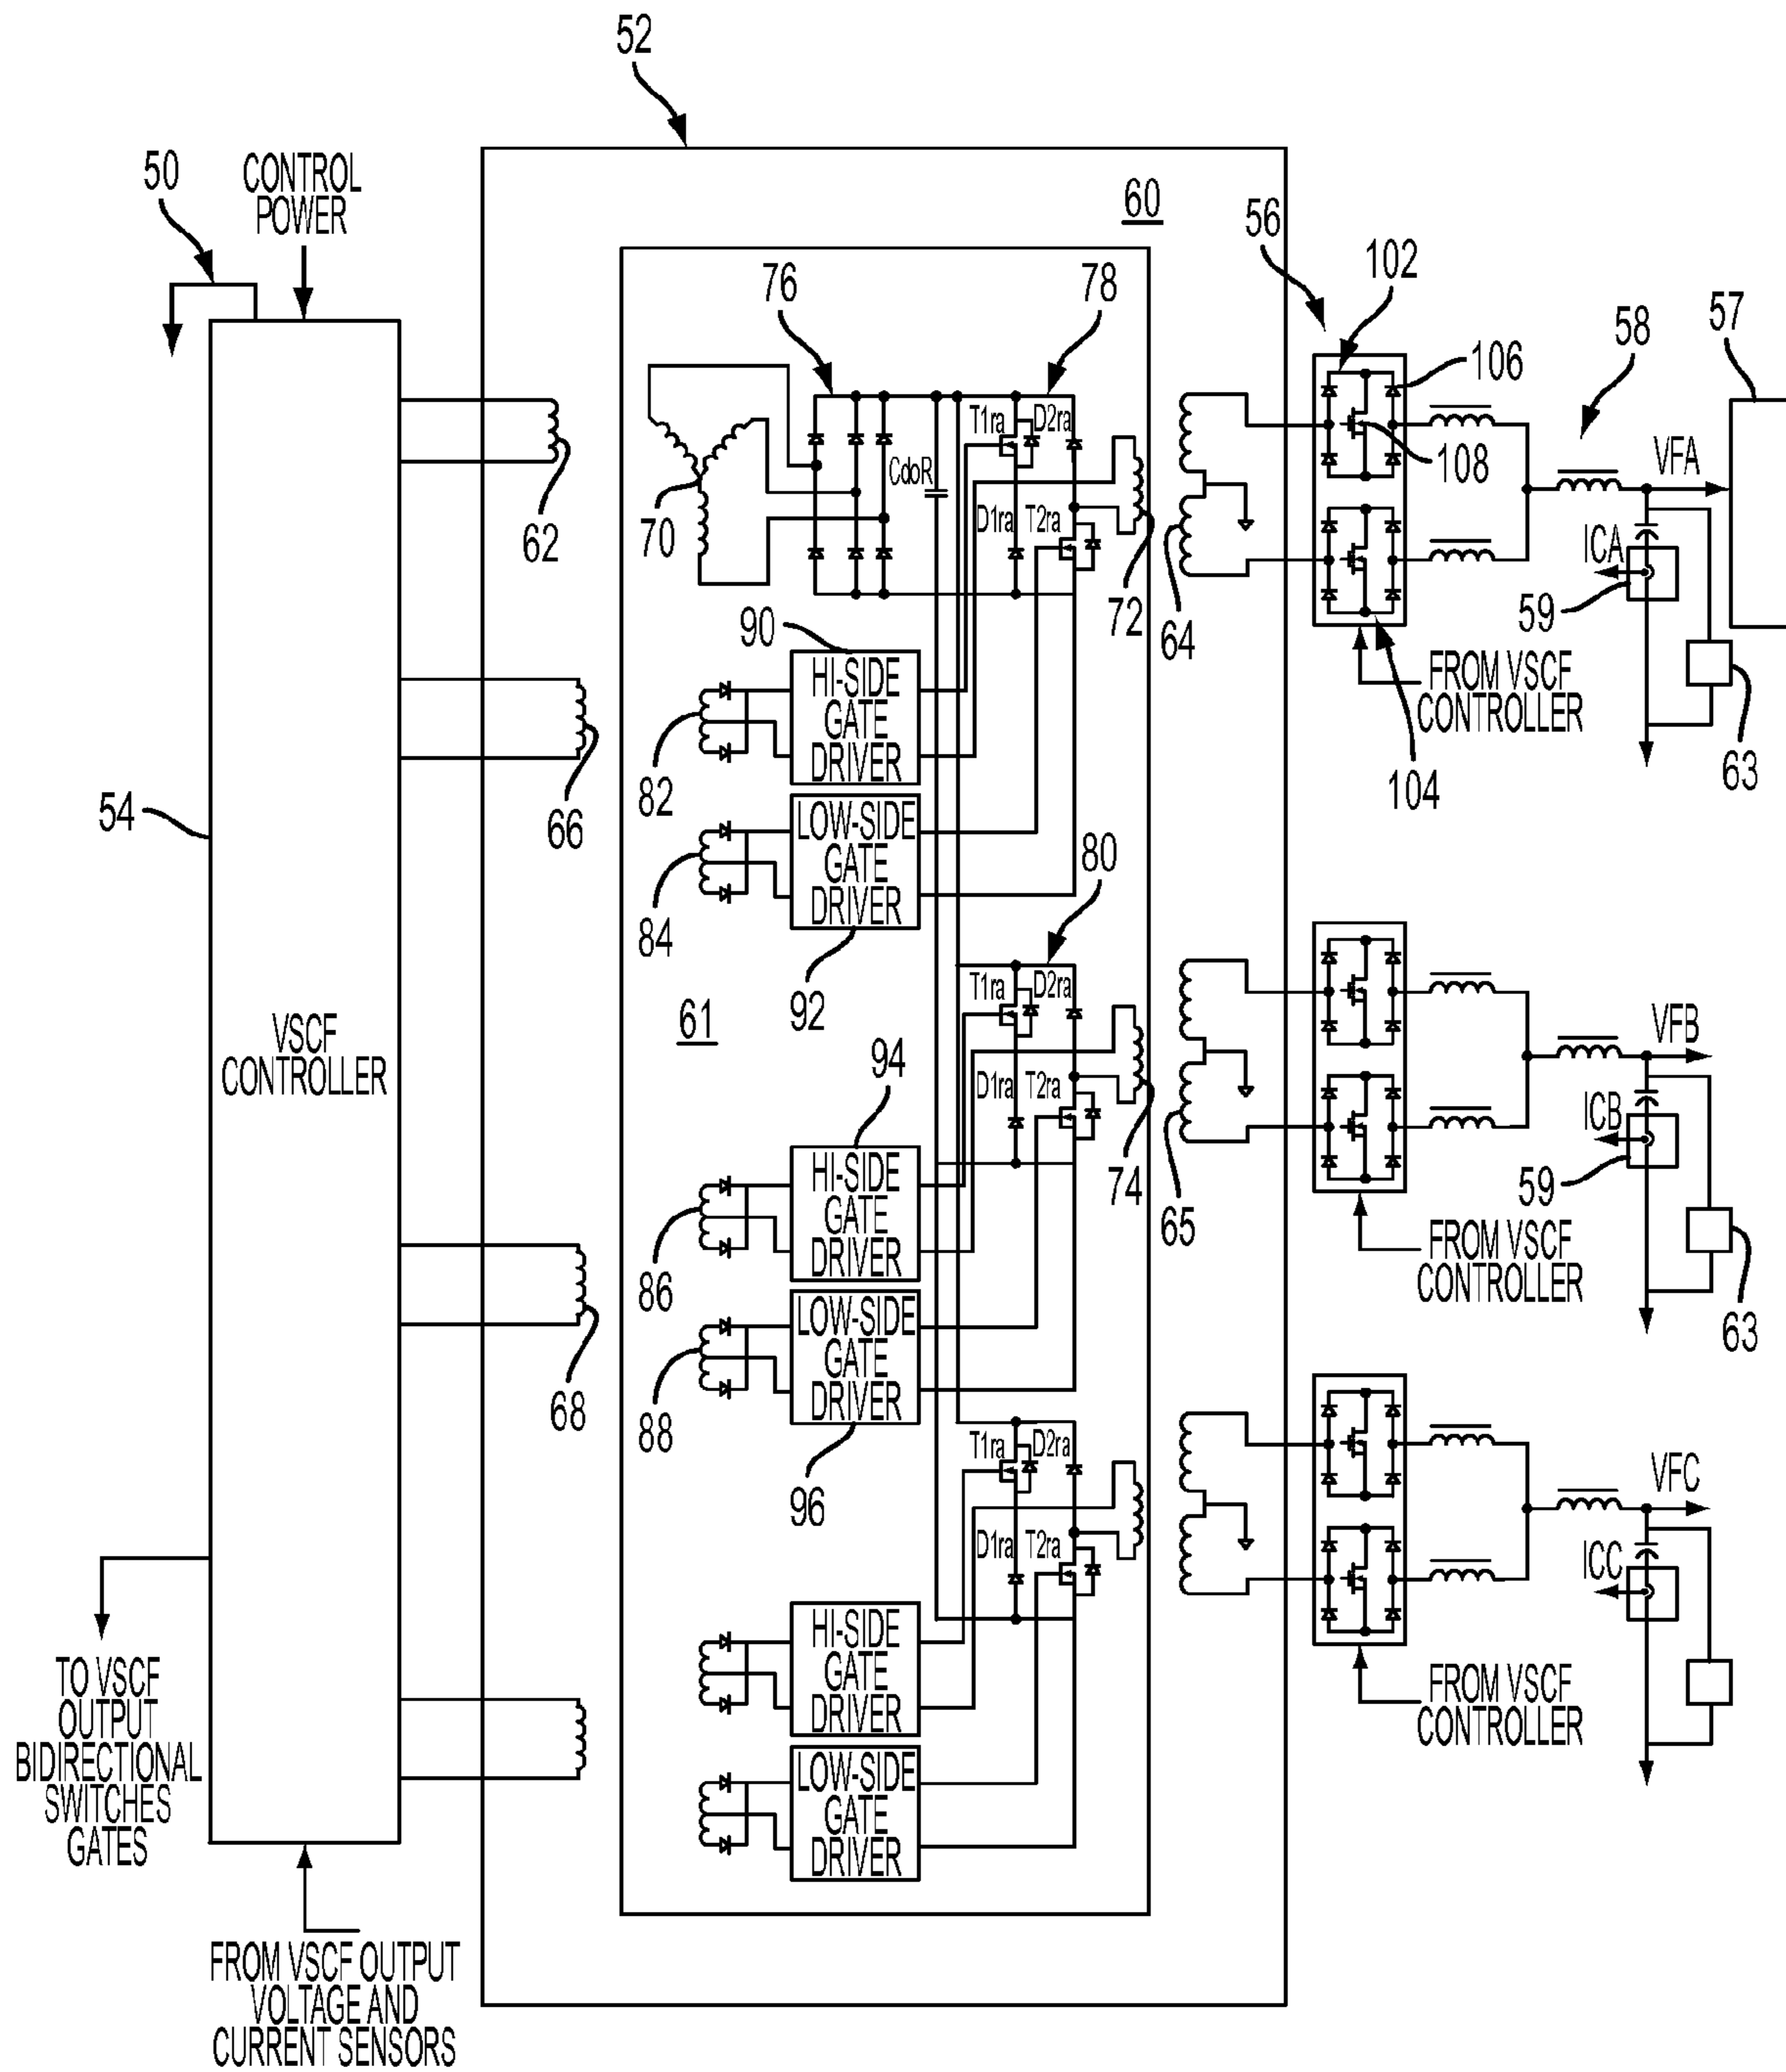 52
50
CONTROL
POWER
60
56
102
76
78
58
57
106
T1ra
D2ra
108
VFA
CdoR
D1ra
T2ra
ICA
62
70
72
64
59
90
FROM VSCF
CONTROLLER
63
HI-SIDE
GATE
DRIVER
82
66
104
54
LOW-SIDE
GATE
DRIVER
80
84
92
T1ra
D2ra
61
VSCF
CONTROLLER
94
VFB
D1ra
T2ra
ICB
74
65
59
HI-SIDE
GATE
DRIVER
FROM VSCF
CONTROLLER
86
63
LOW-SIDE
GATE
DRIVER
68
88
96
T1ra
D2ra
VFC
D1ra
T2ra
ICC
HI-SIDE
GATE
DRIVER
FROM VSCF
CONTROLLER
TO VSCF
OUTPUT
BIDIRECTIONAL
SWITCHES
GATES
LOW-SIDE
GATE
DRIVER
FROM VSCF OUTPUT
VOLTAGE AND
CURRENT SENSORS